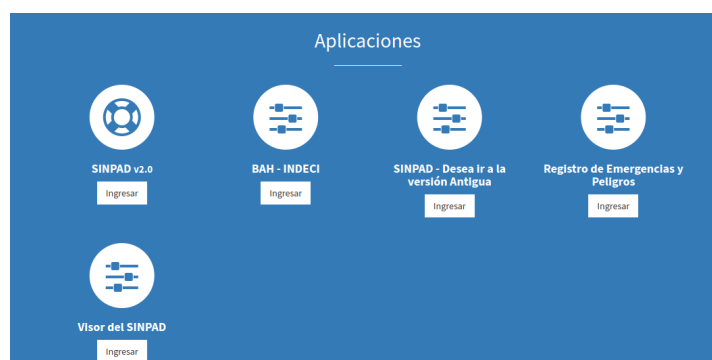 Aplicaciones
SINPAD v2.0
Ingresar
BAH - INDECI
Ingresar
SINPAD - Desea ir a la
versión Antigua
Ingresar
Registro de Emergencias y
Peligros
Ingresar
Visor del SINPAD
Ingresar